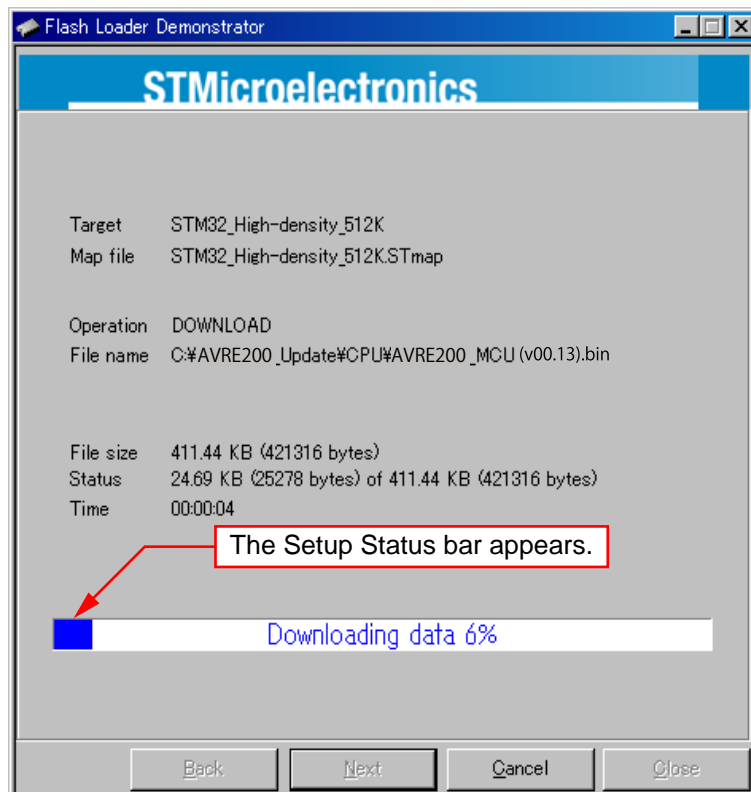 Flash Loader Demonstrator
STMicroelectronics
Target STM32_High-density_512K
Map file STM32_High-density_512K.STmap
Operation DOWNLOAD
File name C:¥AVRE200_Update¥CPU¥AVRE200_MCU(v00.13).bin
File size 411.44 KB (421316 bytes)
Status 24.69 KB (25278 bytes) of 411.44 KB (421316 bytes)
Time 00:00:04
The Setup Status bar appears.
Downloading data 6%
Back Next Cancel Close